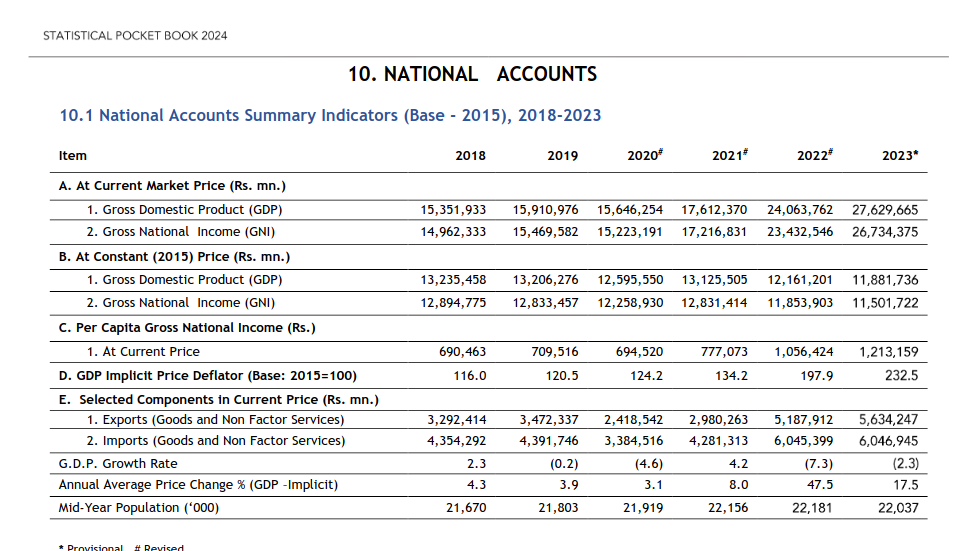 STATISTICAL POCKET BOOK 2024
10. NATIONAL ACCOUNTS
10.1 National Accounts Summary Indicators (Base - 2015), 2018-2023
Item 2018 2019 2020# 2021# 2022# 2023*
A. At Current Market Price (Rs. mn.)
1. Gross Domestic Product (GDP) 15,351,933 15,910,976 15,646,254 17,612,370 24,063,762 27,629,665
2. Gross National Income (GNI) 14,962,333 15,469,582 15,223,191 17,216,831 23,432,546 26,734,375
B. At Constant (2015) Price (Rs. mn.)
1. Gross Domestic Product (GDP) 13,235,458 13,206,276 12,595,550 13,125,505 12,161,201 11,881,736
2. Gross National Income (GNI) 12,894,775 12,833,457 12,258,930 12,831,414 11,853,903 11,501,722
C. Per Capita Gross National Income (Rs.)
1. At Current Price 690,463 709,516 694,520 777,073 1,056,424 1,213,159
D. GDP Implicit Price Deflator (Base: 2015=100) 116.0 120.5 124.2 134.2 197.9 232.5
E. Selected Components in Current Price (Rs. mn.)
1. Exports (Goods and Non Factor Services) 3,292,414 3,472,337 2,418,542 2,980,263 5,187,912 5,634,247
2. Imports (Goods and Non Factor Services) 4,354,292 4,391,746 3,384,516 4,281,313 6,045,399 6,046,945
G.D.P. Growth Rate 2.3 (0.2) (4.6) 4.2 (7.3) (2.3)
Annual Average Price Change % (GDP –Implicit) 4.3 3.9 3.1 8.0 47.5 17.5
Mid-Year Population (‘000) 21,670 21,803 21,919 22,156 22,181 22,037
* Provisional # Revised